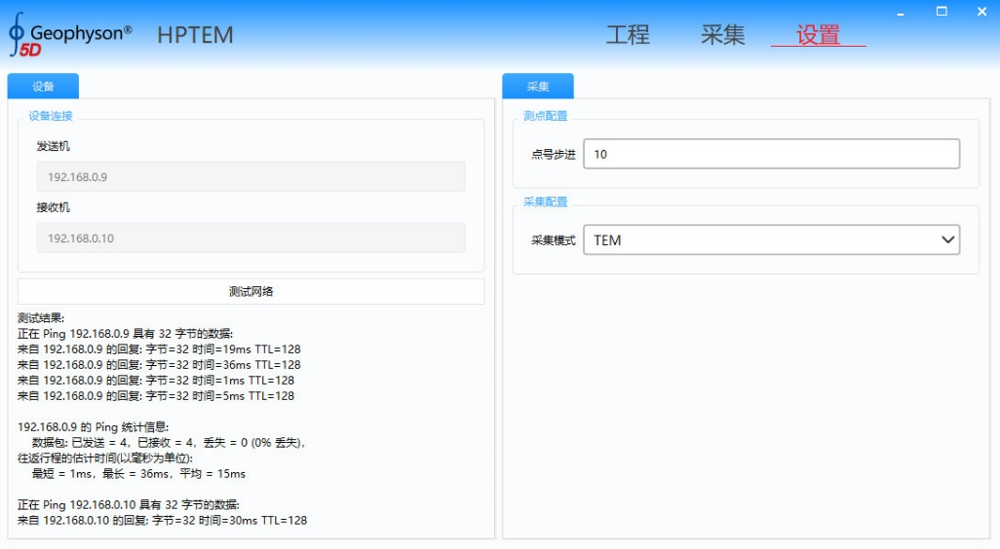 Geophyson®
5D
HPTEM
工程
采集
设置
设备
设备连接
发送机
192.168.0.9
接收机
192.168.0.10
测试网络
测试结果:
正在 Ping 192.168.0.9 具有 32 字节的数据:
来自 192.168.0.9 的回复: 字节=32 时间=19ms TTL=128
来自 192.168.0.9 的回复: 字节=32 时间=36ms TTL=128
来自 192.168.0.9 的回复: 字节=32 时间=1ms TTL=128
来自 192.168.0.9 的回复: 字节=32 时间=5ms TTL=128
192.168.0.9 的 Ping 统计信息:
数据包: 已发送 = 4，已接收 = 4，丢失 = 0 (0% 丢失)，
往返行程的估计时间(以毫秒为单位):
最短 = 1ms，最长 = 36ms，平均 = 15ms
正在 Ping 192.168.0.10 具有 32 字节的数据:
来自 192.168.0.10 的回复: 字节=32 时间=30ms TTL=128
采集
测点配置
点号步进
10
采集配置
采集模式
TEM